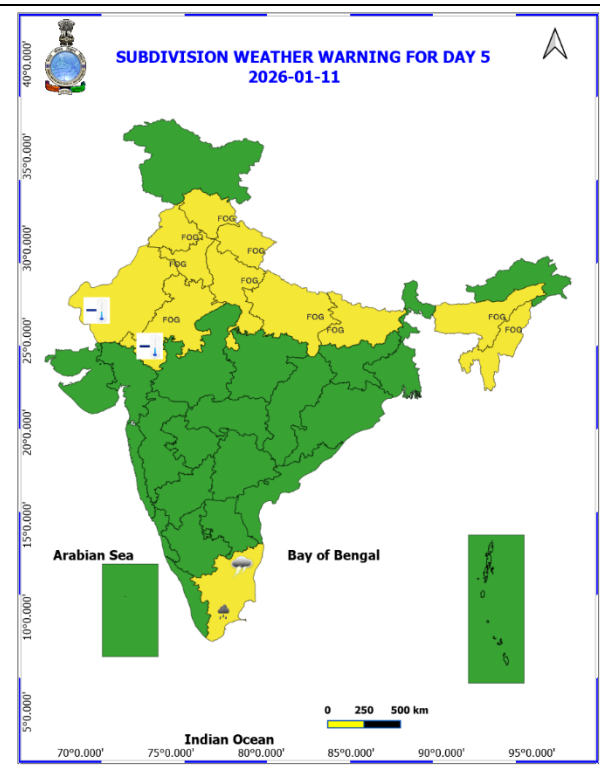 SUBDIVISION WEATHER WARNING FOR DAY 5
2026-01-11
40°0.000'
35°0.000'
30°0.000'
25°0.000'
20°0.000'
15°0.000'
10°0.000'
5°0.000'
FOG
FOG
FOG
FOG
FOG
FOG
FOG
FOG
FOG
FOG
Arabian Sea
Bay of Bengal
0 250 500 km
Indian Ocean
70°0.000' 75°0.000' 80°0.000' 85°0.000' 90°0.000' 95°0.000'